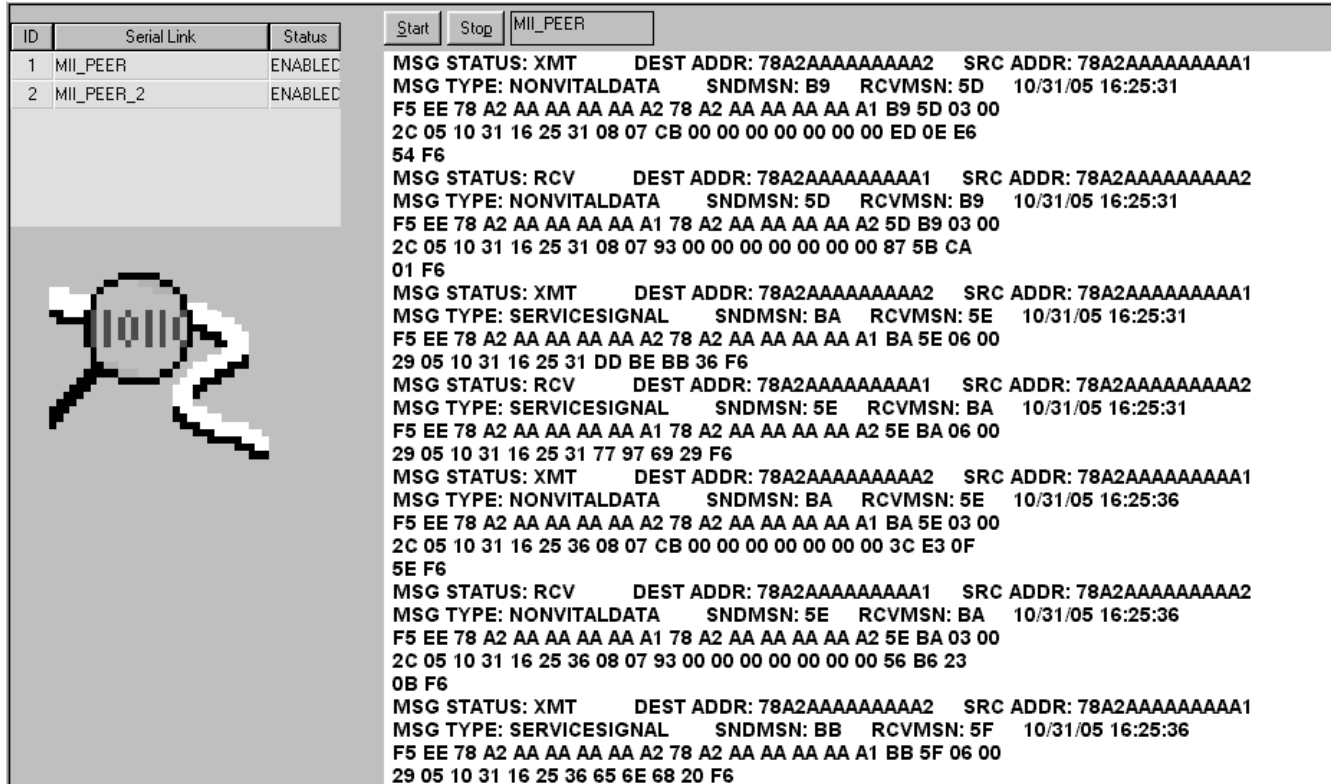 ID Serial Link Status
1 MII_PEER ENABLED
2 MII_PEER_2 ENABLED
Start Stop MII_PEER
MSG STATUS: XMT DEST ADDR: 78A2AAAAAAAAA2 SRC ADDR: 78A2AAAAAAAAA1
MSG TYPE: NONVITALDATA SNDMSN: B9 RCVMSN: 5D 10/31/05 16:25:31
F5 EE 78 A2 AA AA AA AA A2 78 A2 AA AA AA AA A1 B9 5D 03 00
2C 05 10 31 16 25 31 08 07 CB 00 00 00 00 00 00 00 ED 0E E6
54 F6
MSG STATUS: RCV DEST ADDR: 78A2AAAAAAAAA1 SRC ADDR: 78A2AAAAAAAAA2
MSG TYPE: NONVITALDATA SNDMSN: 5D RCVMSN: B9 10/31/05 16:25:31
F5 EE 78 A2 AA AA AA AA A1 78 A2 AA AA AA AA A2 5D B9 03 00
2C 05 10 31 16 25 31 08 07 93 00 00 00 00 00 00 00 87 5B CA
01 F6
MSG STATUS: XMT DEST ADDR: 78A2AAAAAAAAA2 SRC ADDR: 78A2AAAAAAAAA1
MSG TYPE: SERVICESIGNAL SNDMSN: BA RCVMSN: 5E 10/31/05 16:25:31
F5 EE 78 A2 AA AA AA AA A2 78 A2 AA AA AA AA A1 BA 5E 06 00
29 05 10 31 16 25 31 DD BE BB 36 F6
MSG STATUS: RCV DEST ADDR: 78A2AAAAAAAAA1 SRC ADDR: 78A2AAAAAAAAA2
MSG TYPE: SERVICESIGNAL SNDMSN: 5E RCVMSN: BA 10/31/05 16:25:31
F5 EE 78 A2 AA AA AA AA A1 78 A2 AA AA AA AA A2 5E BA 06 00
29 05 10 31 16 25 31 77 97 69 29 F6
MSG STATUS: XMT DEST ADDR: 78A2AAAAAAAAA2 SRC ADDR: 78A2AAAAAAAAA1
MSG TYPE: NONVITALDATA SNDMSN: BA RCVMSN: 5E 10/31/05 16:25:36
F5 EE 78 A2 AA AA AA AA A2 78 A2 AA AA AA AA A1 BA 5E 03 00
2C 05 10 31 16 25 36 08 07 CB 00 00 00 00 00 00 00 3C E3 0F
5E F6
MSG STATUS: RCV DEST ADDR: 78A2AAAAAAAAA1 SRC ADDR: 78A2AAAAAAAAA2
MSG TYPE: NONVITALDATA SNDMSN: 5E RCVMSN: BA 10/31/05 16:25:36
F5 EE 78 A2 AA AA AA AA A1 78 A2 AA AA AA AA A2 5E BA 03 00
2C 05 10 31 16 25 36 08 07 93 00 00 00 00 00 00 00 56 B6 23
0B F6
MSG STATUS: XMT DEST ADDR: 78A2AAAAAAAAA2 SRC ADDR: 78A2AAAAAAAAA1
MSG TYPE: SERVICESIGNAL SNDMSN: BB RCVMSN: 5F 10/31/05 16:25:36
F5 EE 78 A2 AA AA AA AA A2 78 A2 AA AA AA AA A1 BB 5F 06 00
29 05 10 31 16 25 36 65 6E 68 20 F6